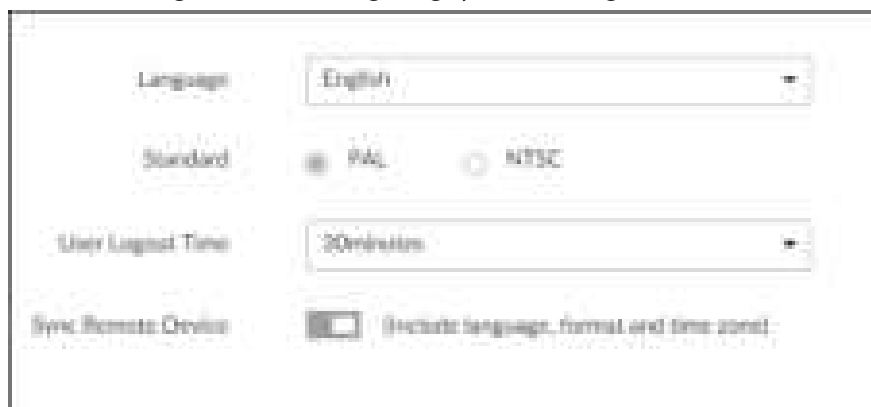 Language English
Standard PAL NTSC
User Logout Time 30minutes
Sync Remote Device (Include language, format and time zone)